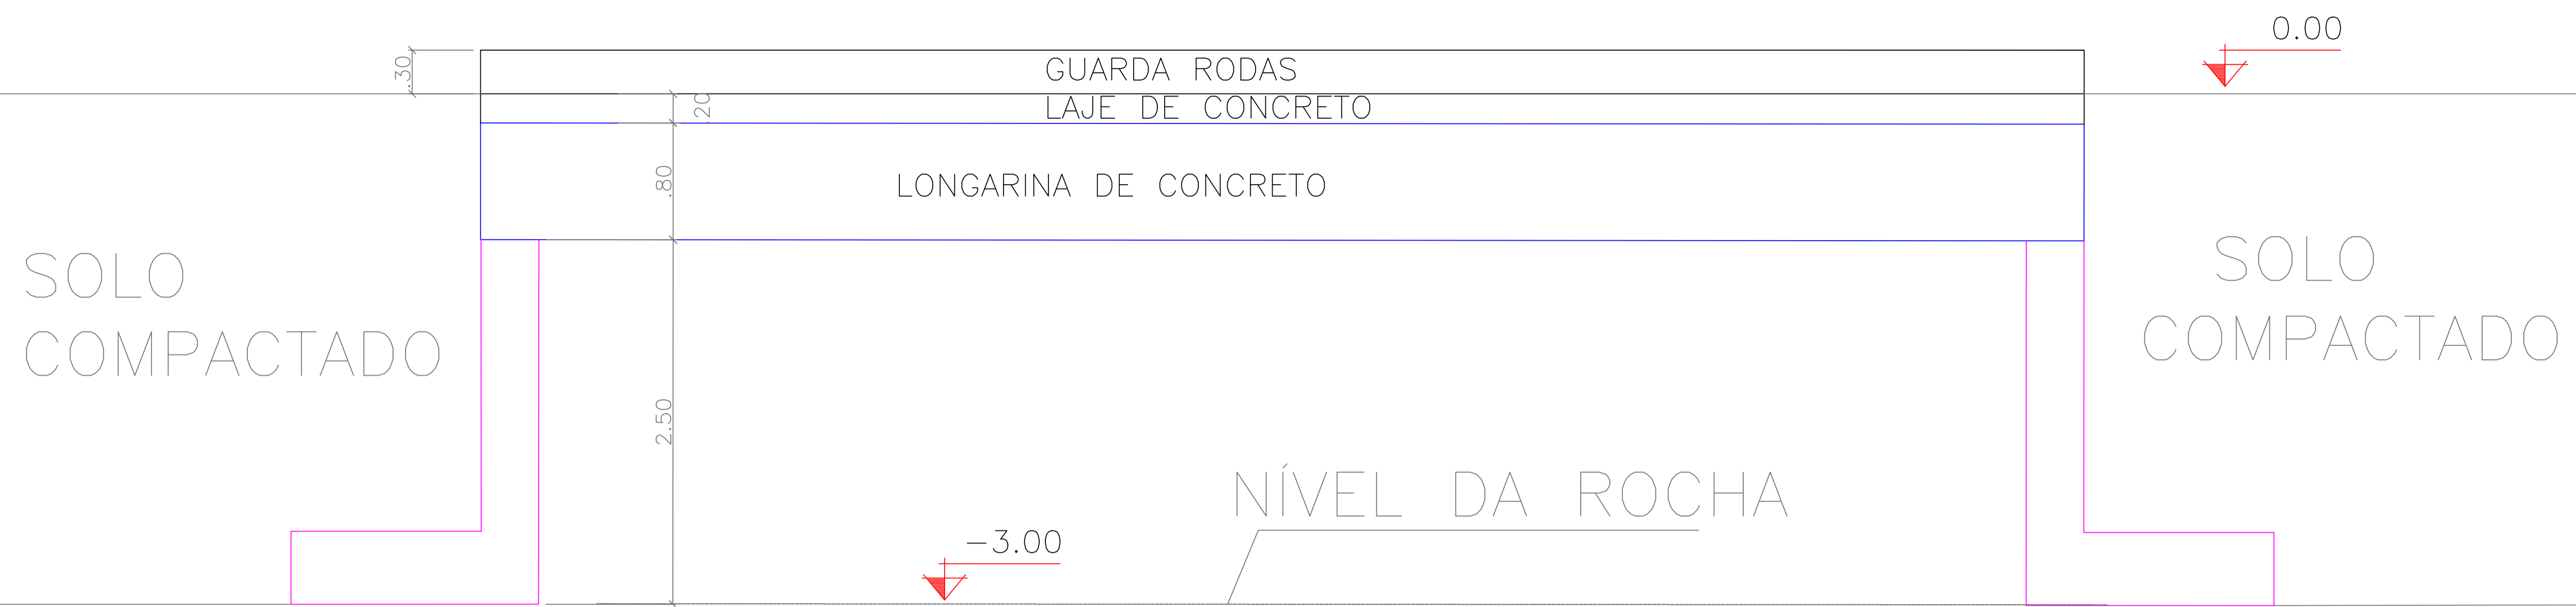 0.00
.30
GUARDA RODAS
.20
LAJE DE CONCRETO
.80
LONGARINA DE CONCRETO
SOLO
COMPACTADO
SOLO
COMPACTADO
2.50
NÍVEL DA ROCHA
-3.00